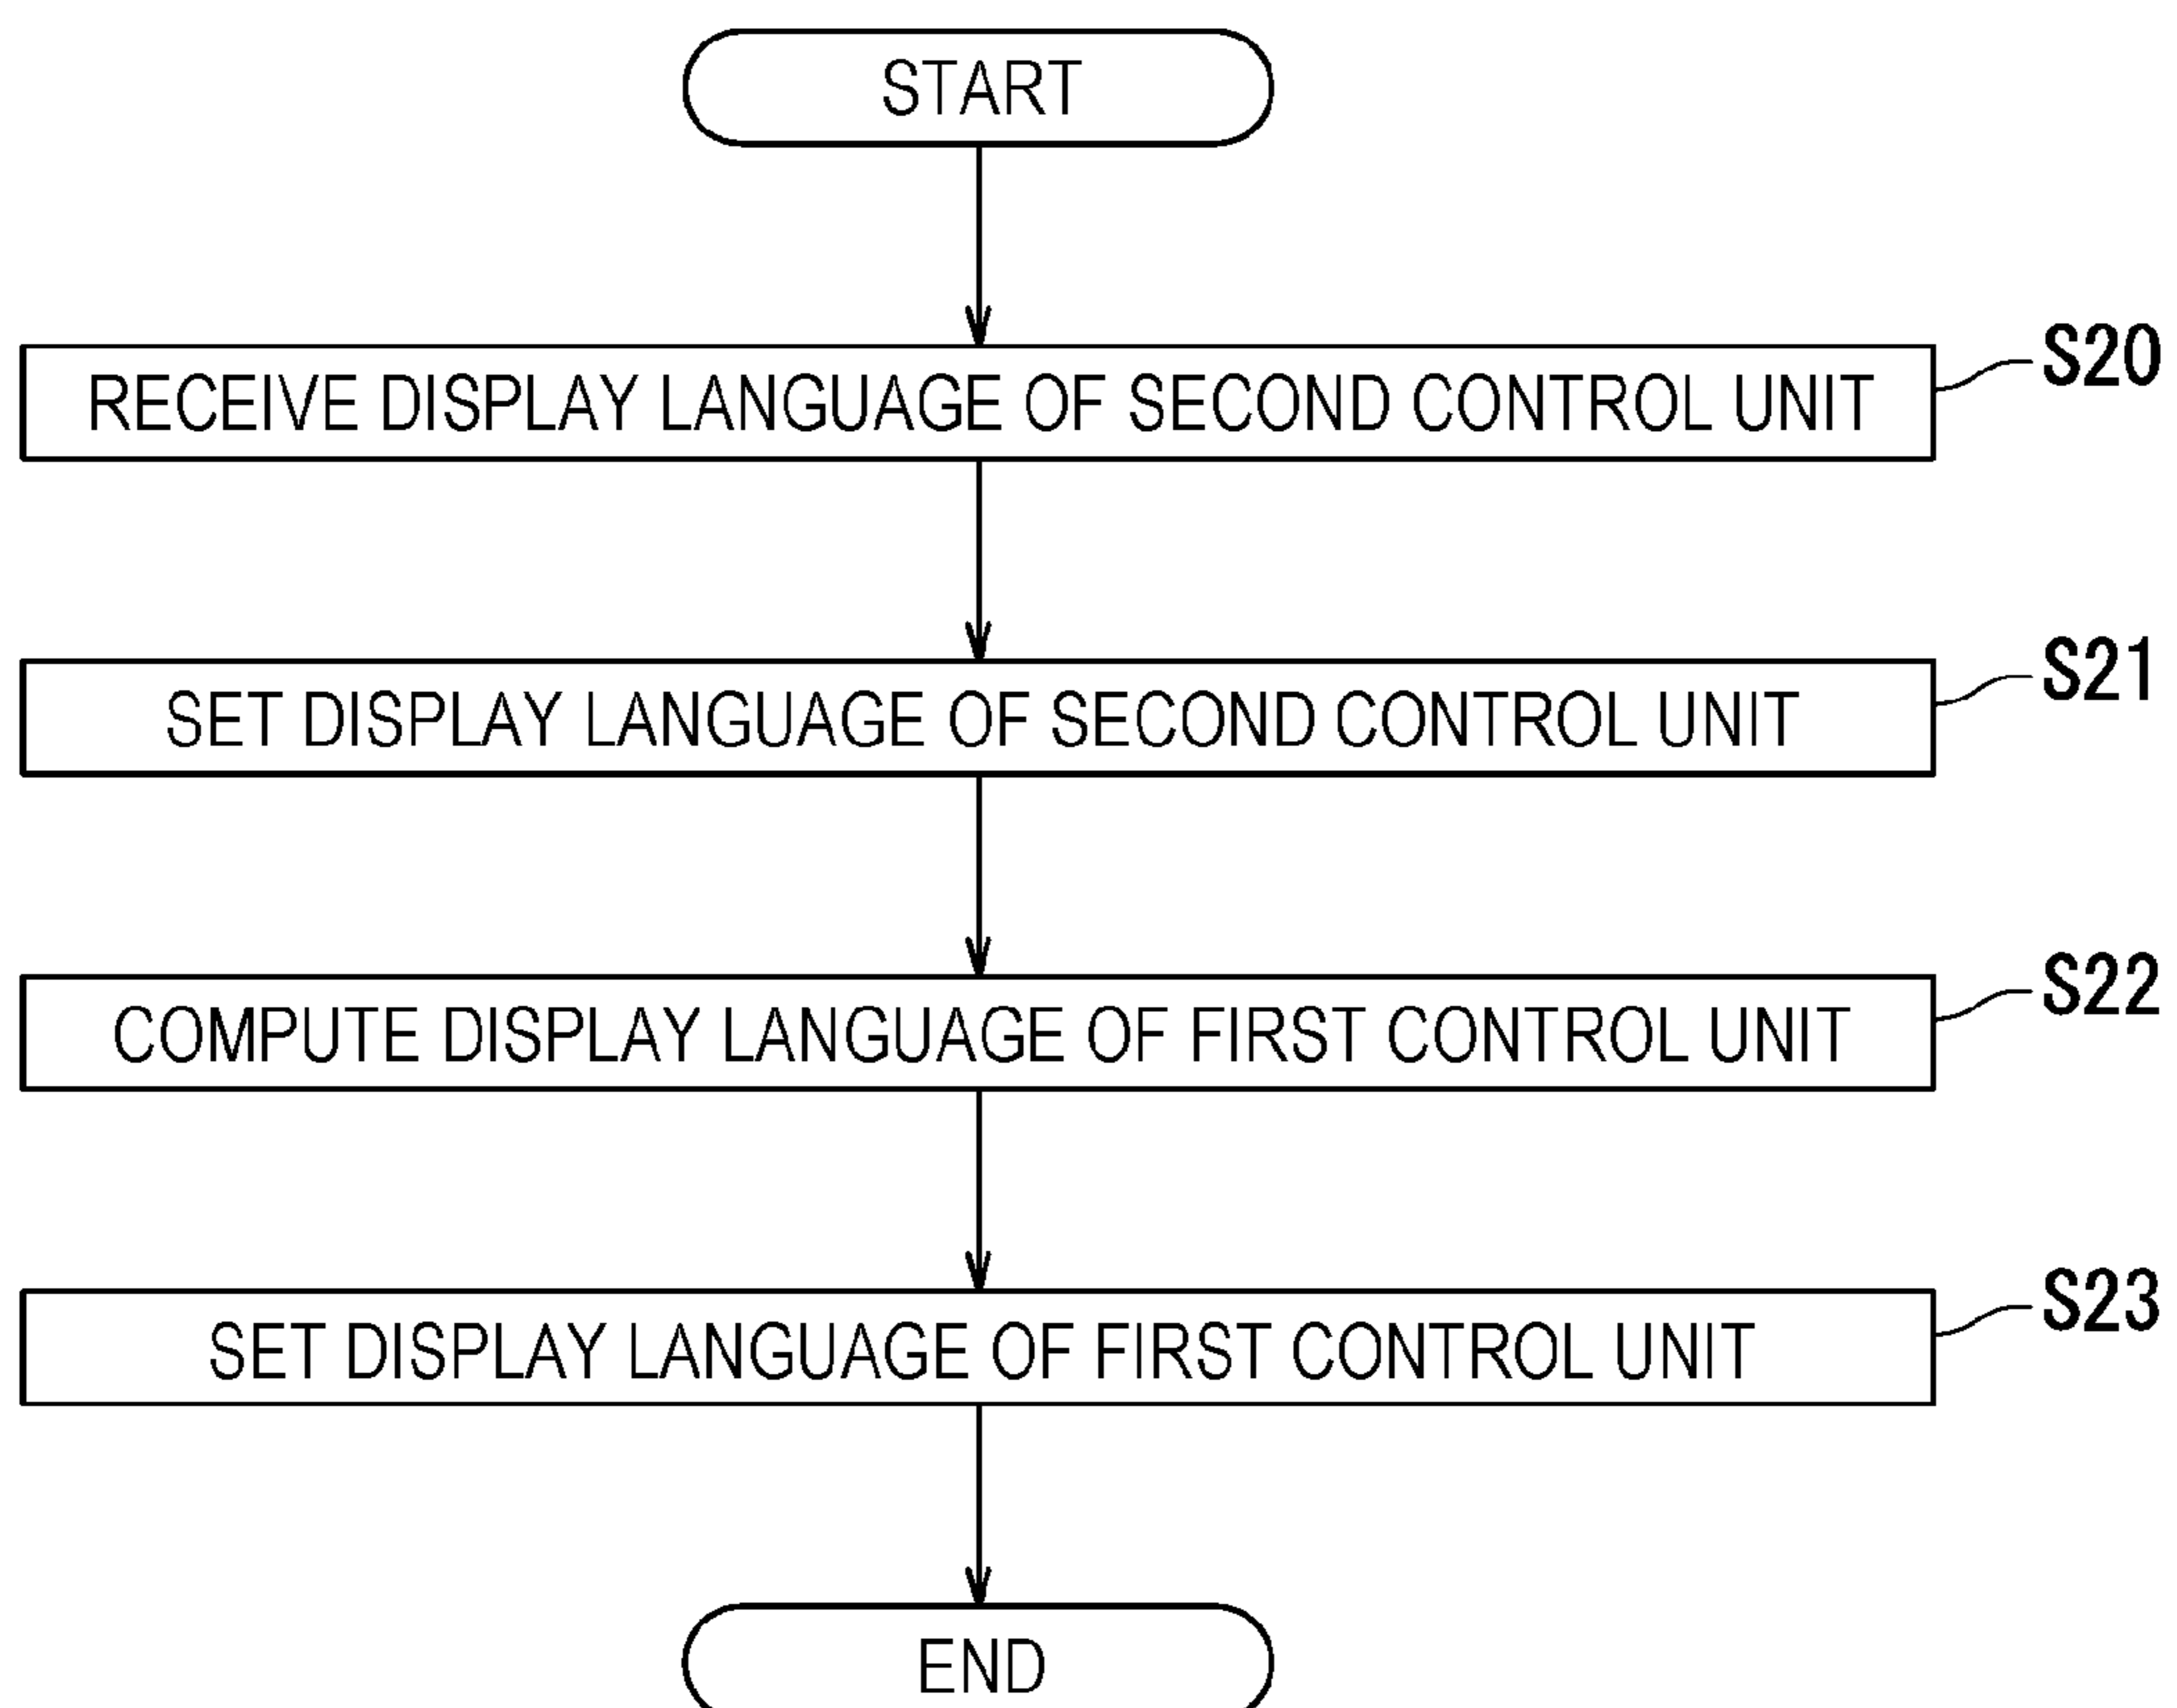 START
RECEIVE DISPLAY LANGUAGE OF SECOND CONTROL UNIT
S20
SET DISPLAY LANGUAGE OF SECOND CONTROL UNIT
S21
COMPUTE DISPLAY LANGUAGE OF FIRST CONTROL UNIT
S22
SET DISPLAY LANGUAGE OF FIRST CONTROL UNIT
S23
END